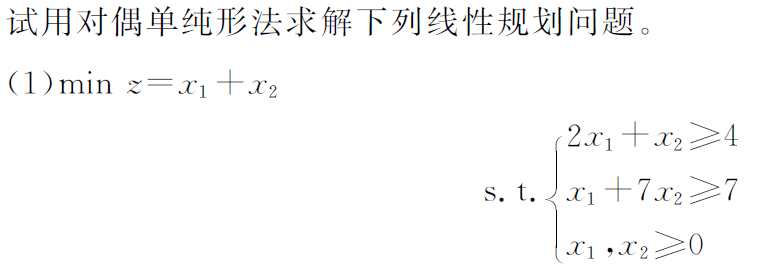 试用对偶单纯形法求解下列线性规划问题。
(1)min z=x₁+x₂
2x₁+x₂⩾4
s. t. x₁+7x₂⩾7
x₁,x₂⩾0